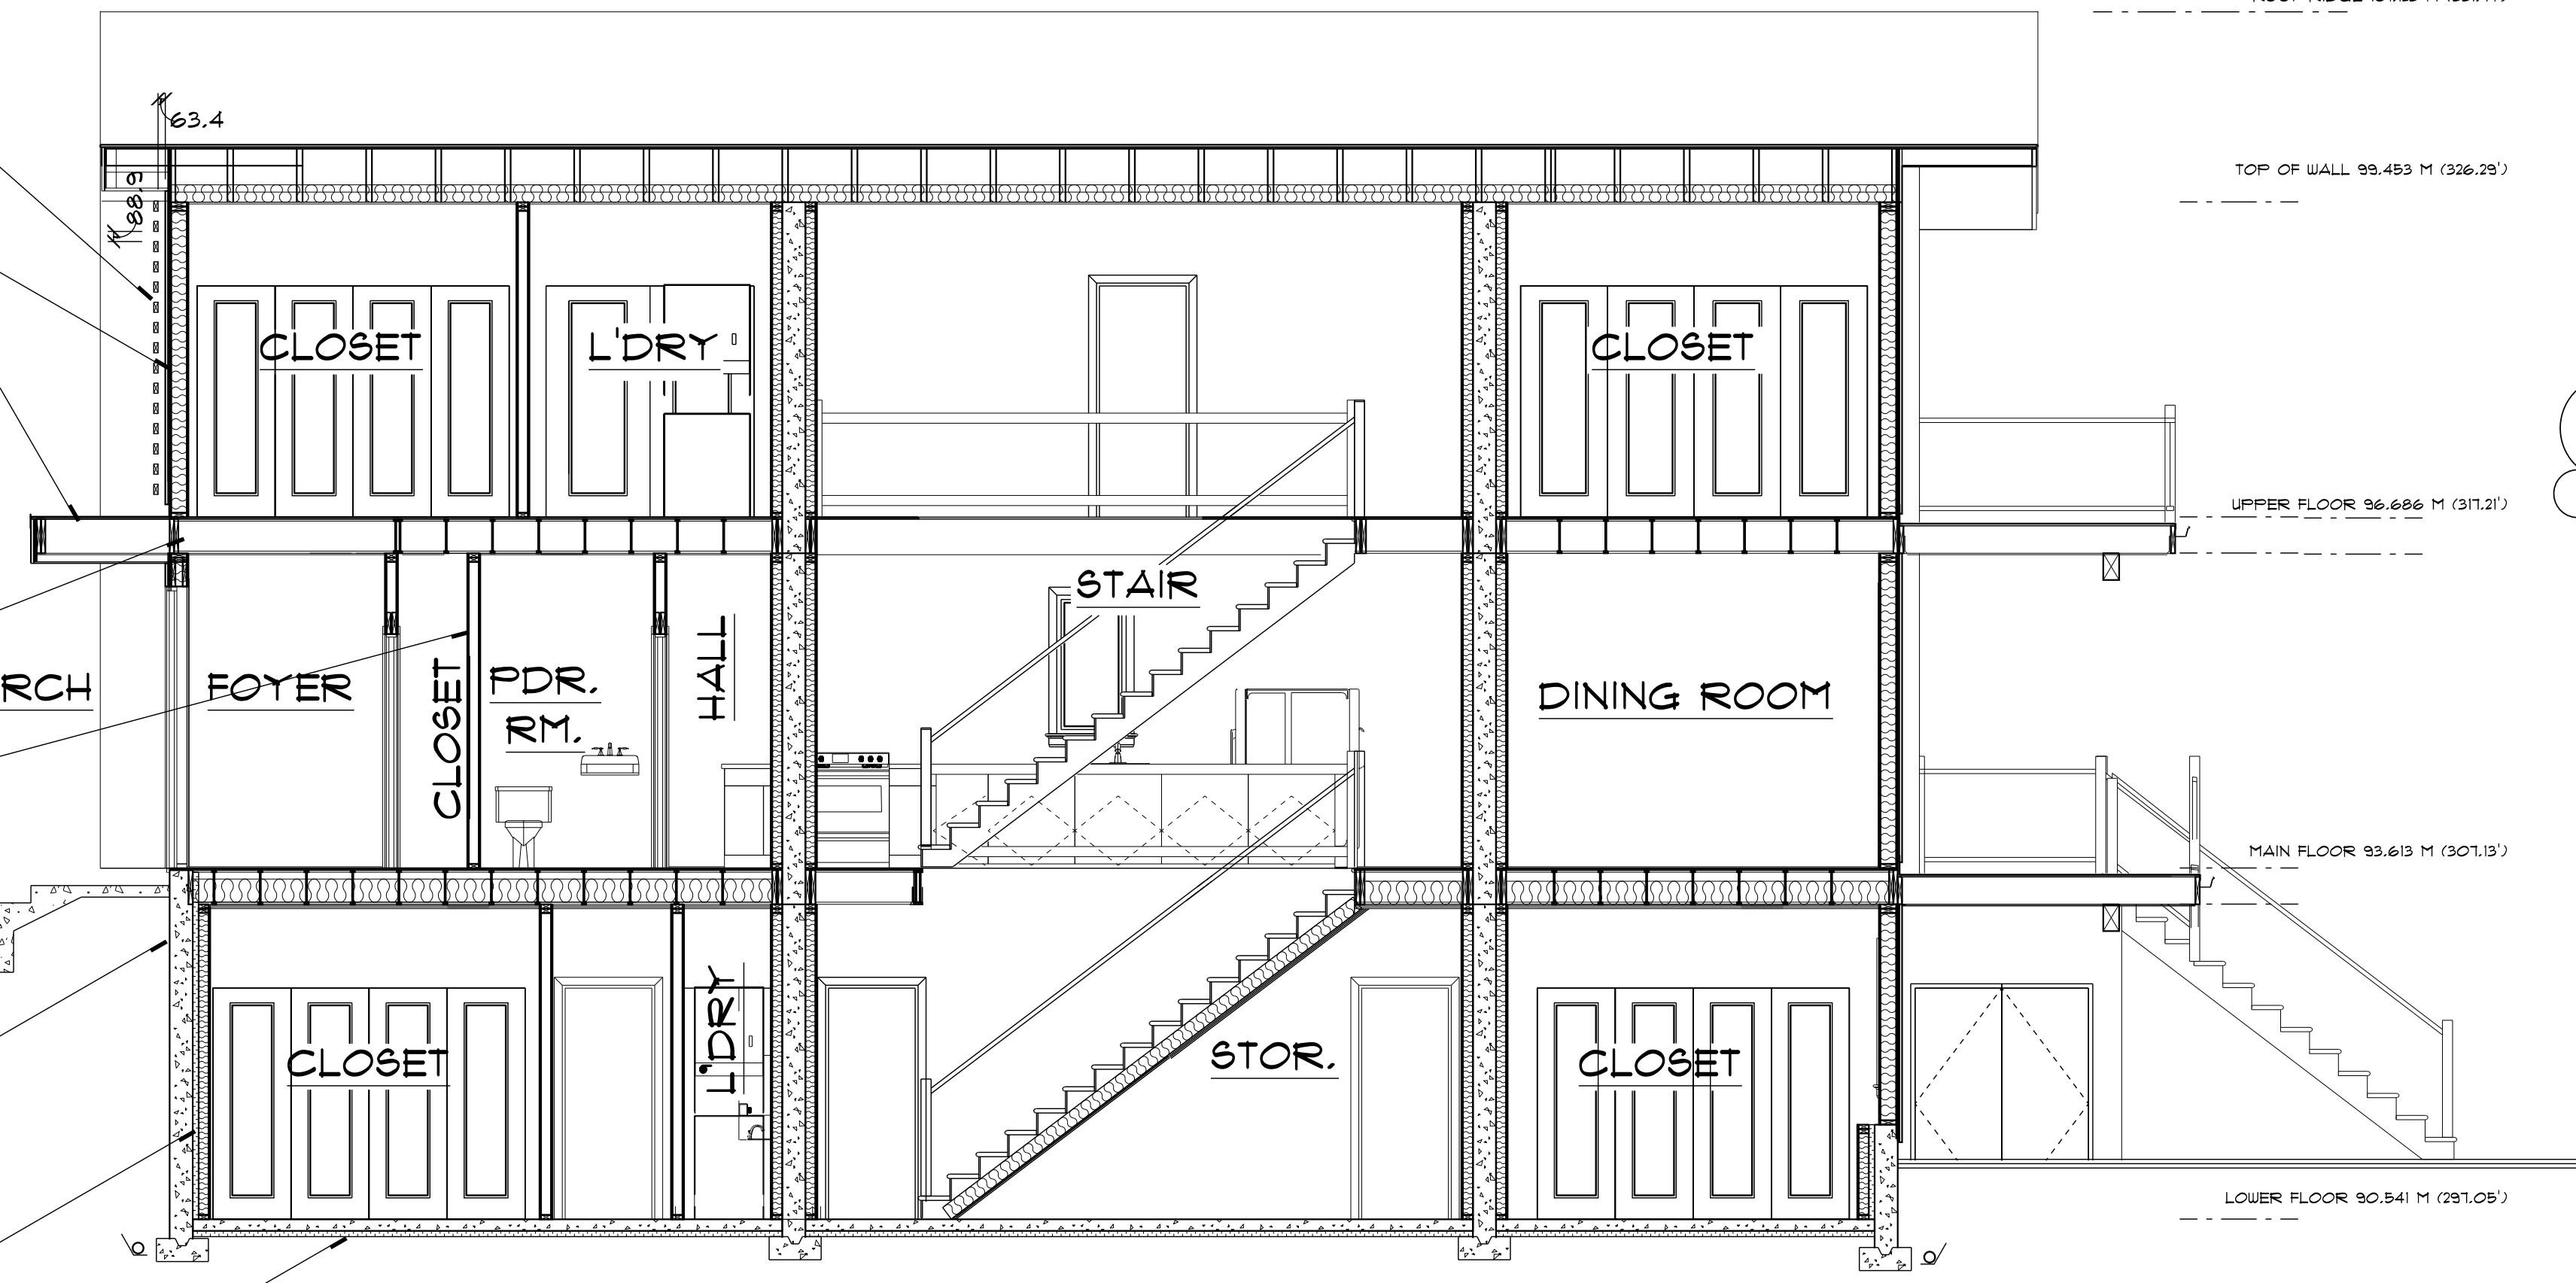 63.4
TOP OF WALL 99.453 M (326.29')
88.9
CLOSET
L'DRY
CLOSET
UPPER FLOOR 96.686 M (317.21')
STAIR
RCH
FOYER
CLOSET
PDR.
RM.
HALL
DINING ROOM
MAIN FLOOR 93.613 M (307.13')
CLOSET
L'DRY
STOR.
CLOSET
LOWER FLOOR 90.541 M (297.05')